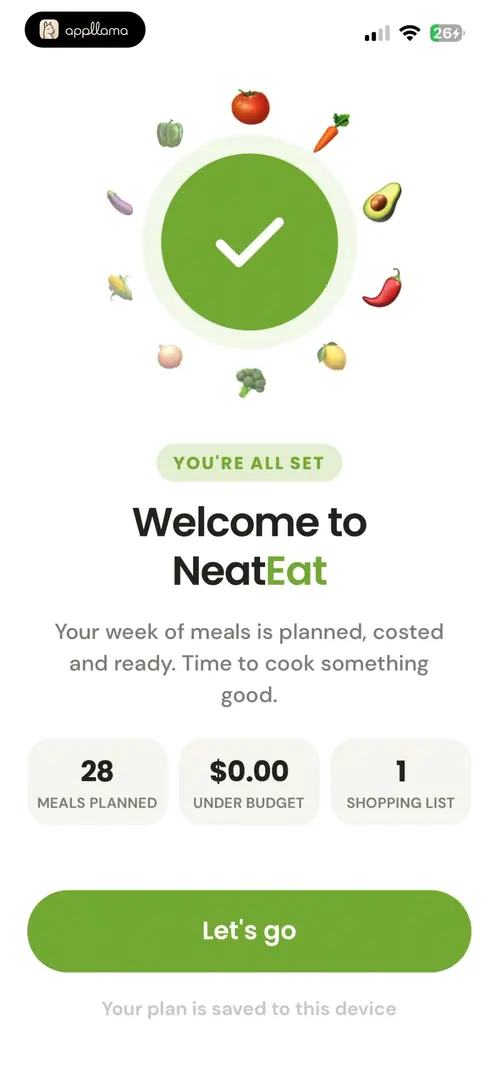 appllama
26
YOU'RE ALL SET
Welcome to
NeatEat
Your week of meals is planned, costed
and ready. Time to cook something
good.
28
MEALS PLANNED
$0.00
UNDER BUDGET
1
SHOPPING LIST
Let's go
Your plan is saved to this device